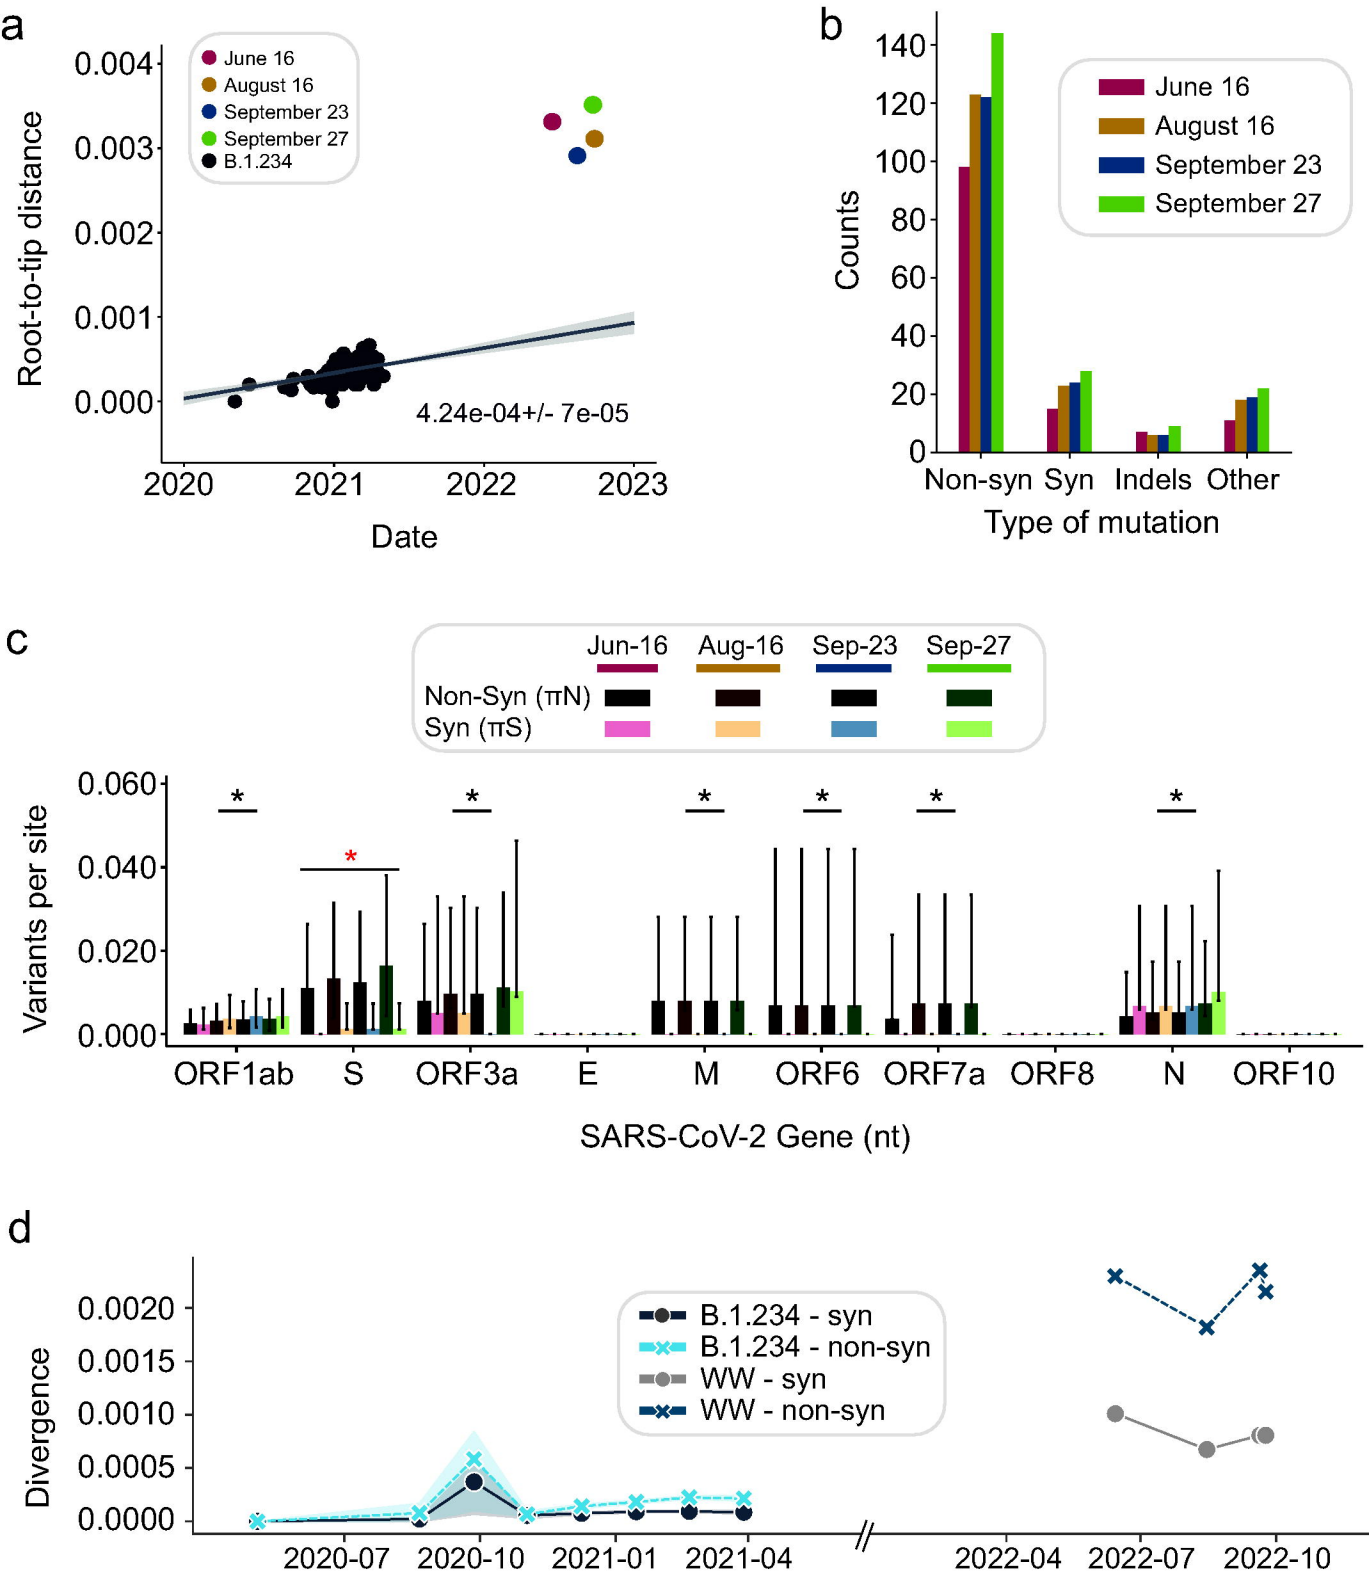 a
June 16
August 16
September 23
September 27
B.1.234
0.004
0.003
0.002
0.001
0.000
Root-to-tip distance
4.24e-04+/- 7e-05
2020 2021 2022 2023
Date
b
140
120
100
80
60
40
20
0
Counts
June 16
August 16
September 23
September 27
Non-syn Syn Indels Other
Type of mutation
c
Jun-16 Aug-16 Sep-23 Sep-27
Non-Syn (πN)
Syn (πS)
0.060
0.040
0.020
0.000
Variants per site
* * * * * *
*
ORF1ab S ORF3a E M ORF6 ORF7a ORF8 N ORF10
SARS-CoV-2 Gene (nt)
d
0.0020
0.0015
0.0010
0.0005
0.0000
Divergence
B.1.234 - syn
B.1.234 - non-syn
WW - syn
WW - non-syn
2020-07 2020-10 2021-01 2021-04 // 2022-04 2022-07 2022-10